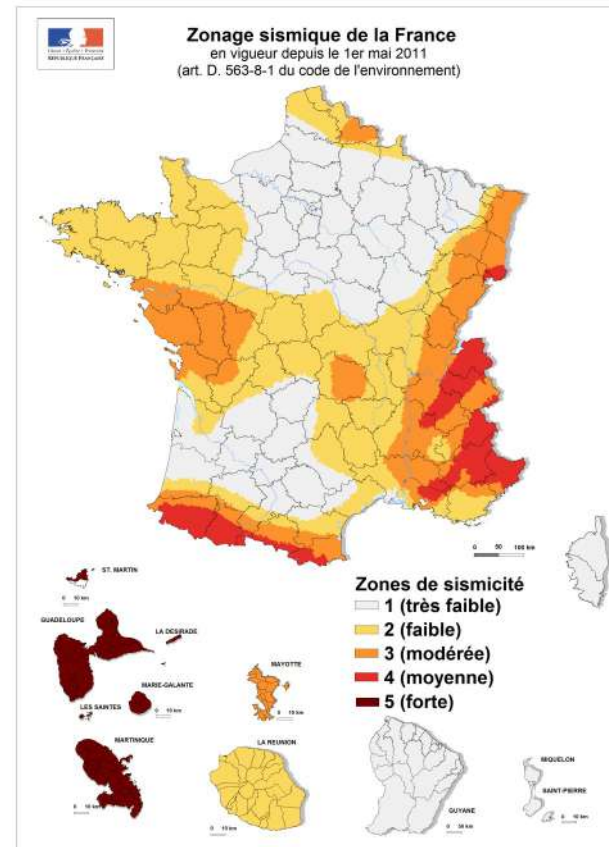 Liberté • Égalité • Fraternité
RÉPUBLIQUE FRANÇAISE
Zonage sismique de la France
en vigueur depuis le 1er mai 2011
(art. D. 563-8-1 du code de l'environnement)
0 50 100 km
ST. MARTIN
0 10 km
GUADELOUPE
LA DÉSIRADE
MARIE-GALANTE
LES SAINTES
0 10 km
MARTINIQUE
0 10 km
MAYOTTE
0 10 km
LA REUNION
0 10 km
Zones de sismicité
1 (très faible)
2 (faible)
3 (modérée)
4 (moyenne)
5 (forte)
GUYANE
0 50 km
MIQUELON
SAINT-PIERRE
0 10 km